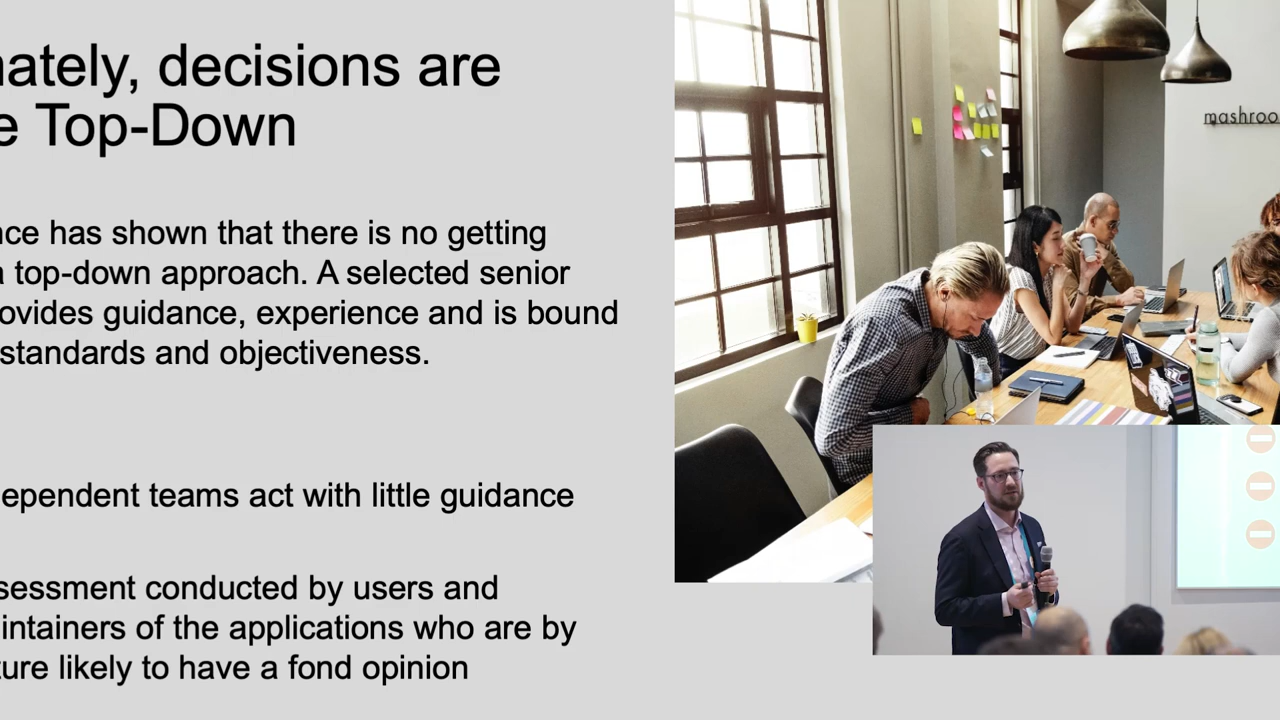 nately, decisions are
e Top-Down
nce has shown that there is no getting
a top-down approach. A selected senior
ovides guidance, experience and is bound
standards and objectiveness.
ependent teams act with little guidance
sessment conducted by users and
intainers of the applications who are by
ture likely to have a fond opinion
mashroo